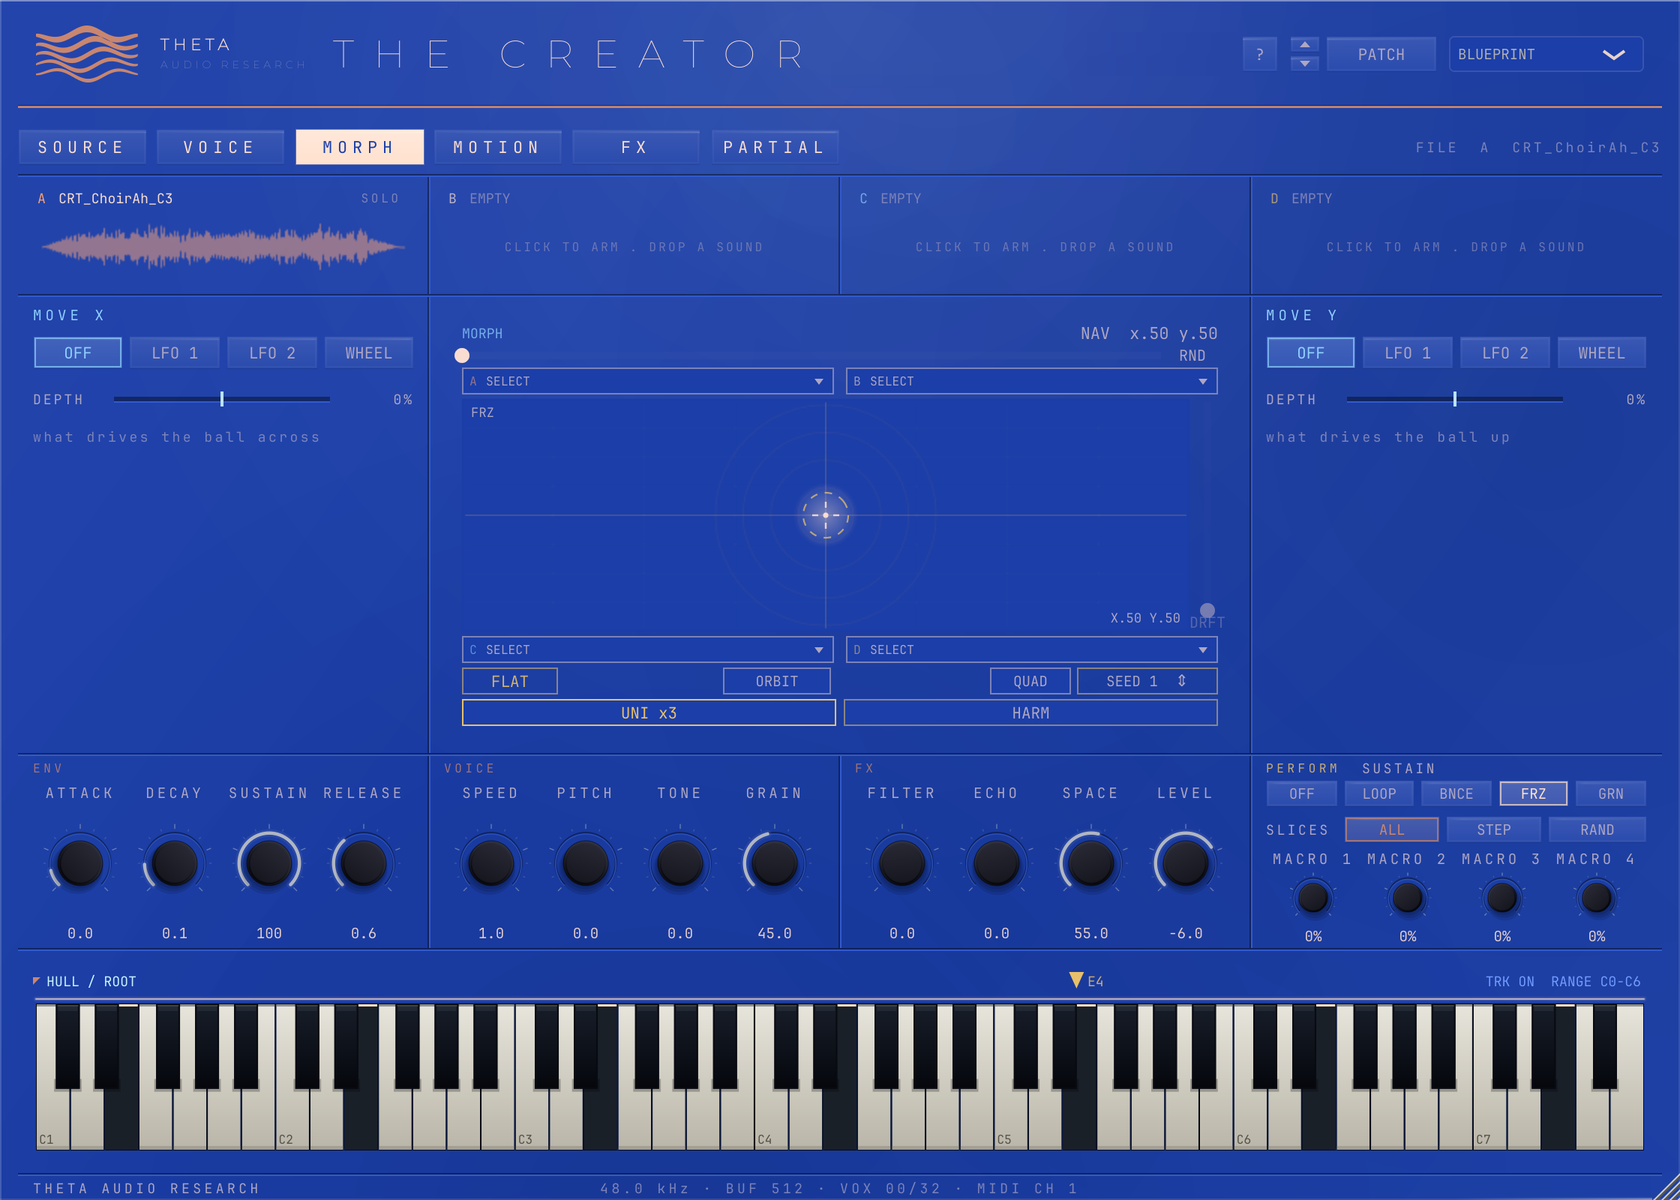 THETA
AUDIO RESEARCH
THE CREATOR
?
PATCH
BLUEPRINT
SOURCE
VOICE
MORPH
MOTION
FX
PARTIAL
FILE A CRT_ChoirAh_C3
A CRT_ChoirAh_C3 SOLO
B EMPTY
CLICK TO ARM . DROP A SOUND
C EMPTY
CLICK TO ARM . DROP A SOUND
D EMPTY
CLICK TO ARM . DROP A SOUND
MOVE X
OFF LFO 1 LFO 2 WHEEL
DEPTH 0%
what drives the ball across
MORPH NAV x.50 y.50
RND
A SELECT
B SELECT
FRZ
X.50 Y.50
DRFT
C SELECT
D SELECT
FLAT ORBIT QUAD SEED 1
UNI x3 HARM
MOVE Y
OFF LFO 1 LFO 2 WHEEL
DEPTH 0%
what drives the ball up
ENV
ATTACK DECAY SUSTAIN RELEASE
0.0 0.1 100 0.6
VOICE
SPEED PITCH TONE GRAIN
1.0 0.0 0.0 45.0
FX
FILTER ECHO SPACE LEVEL
0.0 0.0 55.0 -6.0
PERFORM SUSTAIN
OFF LOOP BNCE FRZ GRN
SLICES ALL STEP RAND
MACRO 1 MACRO 2 MACRO 3 MACRO 4
0% 0% 0% 0%
HULL / ROOT
E4
TRK ON RANGE C0-C6
C1 C2 C3 C4 C5 C6 C7
THETA AUDIO RESEARCH
48.0 kHz · BUF 512 · VOX 00/32 · MIDI CH 1